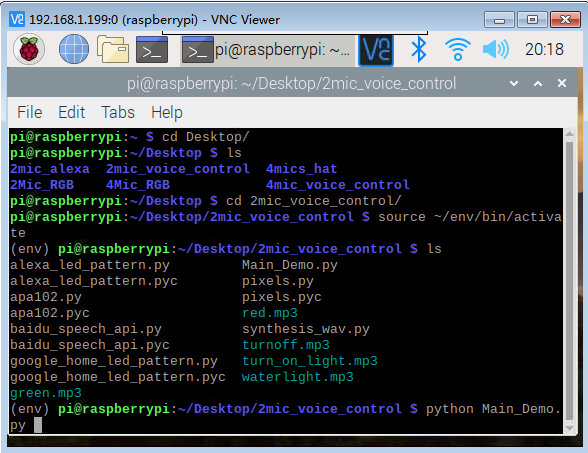 192.168.1.199:0 (raspberrypi) - VNC Viewer
pi@raspberrypi: ~... 20:18
pi@raspberrypi: ~/Desktop/2mic_voice_control
File Edit Tabs Help
pi@raspberrypi:~ $ cd Desktop/
pi@raspberrypi:~/Desktop $ ls
2mic_alexa 2mic_voice_control 4mics_hat
2Mic_RGB 4Mic_RGB 4mic_voice_control
pi@raspberrypi:~/Desktop $ cd 2mic_voice_control/
pi@raspberrypi:~/Desktop/2mic_voice_control $ source ~/env/bin/activa
te
(env) pi@raspberrypi:~/Desktop/2mic_voice_control $ ls
alexa_led_pattern.py Main_Demo.py
alexa_led_pattern.pyc pixels.py
apa102.py pixels.pyc
apa102.pyc red.mp3
baidu_speech_api.py synthesis_wav.py
baidu_speech_api.pyc turnoff.mp3
google_home_led_pattern.py turn_on_light.mp3
google_home_led_pattern.pyc waterlight.mp3
green.mp3
(env) pi@raspberrypi:~/Desktop/2mic_voice_control $ python Main_Demo.
py